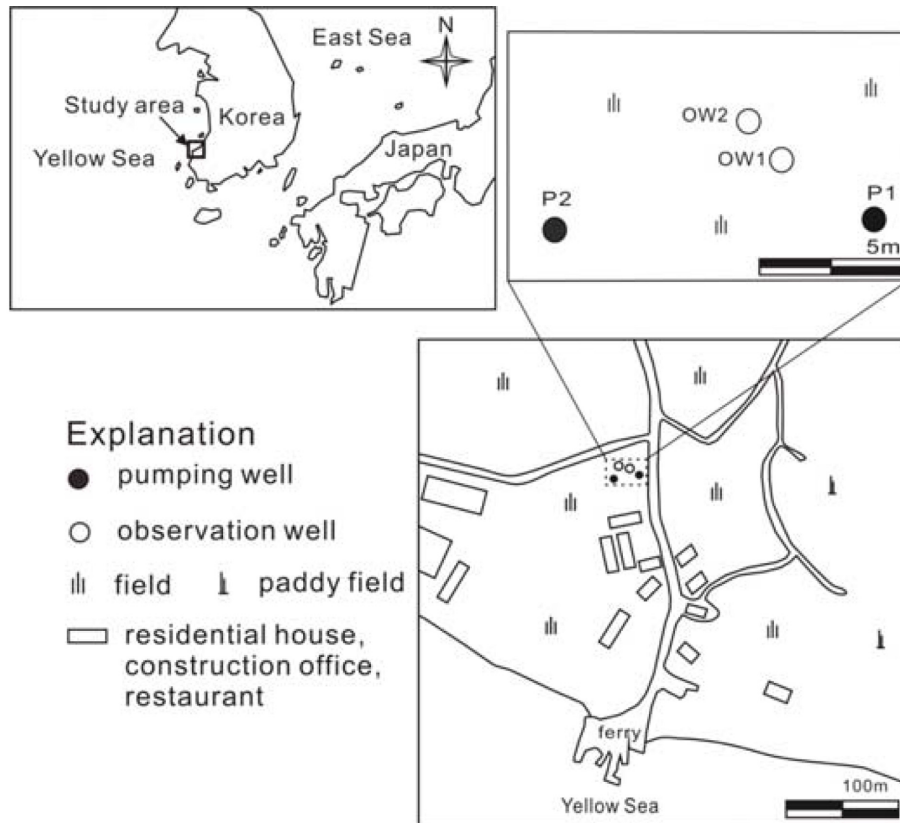 East Sea
N
Study area
Korea
Yellow Sea
Japan
OW2
OW1
P2
P1
5m
Explanation
pumping well
observation well
field
paddy field
residential house,
construction office,
restaurant
ferry
100m
Yellow Sea